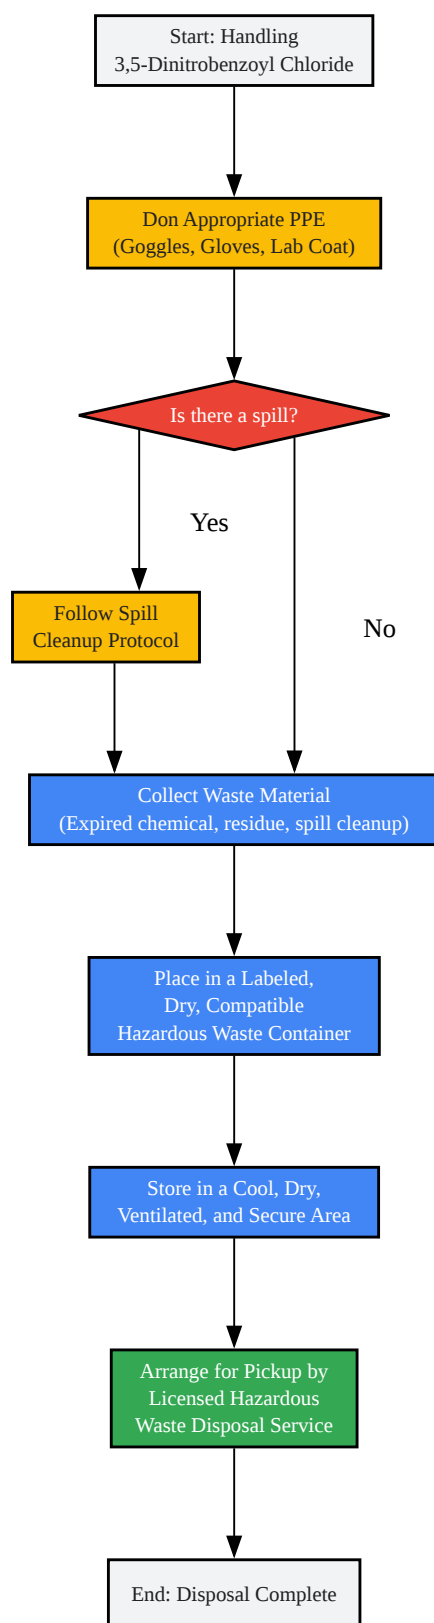 Start: Handling
3,5-Dinitrobenzoyl Chloride
Don Appropriate PPE
(Goggles, Gloves, Lab Coat)
Is there a spill?
Yes
Follow Spill
Cleanup Protocol
No
Collect Waste Material
(Expired chemical, residue, spill cleanup)
Place in a Labeled,
Dry, Compatible
Hazardous Waste Container
Store in a Cool, Dry,
Ventilated, and Secure Area
Arrange for Pickup by
Licensed Hazardous
Waste Disposal Service
End: Disposal Complete